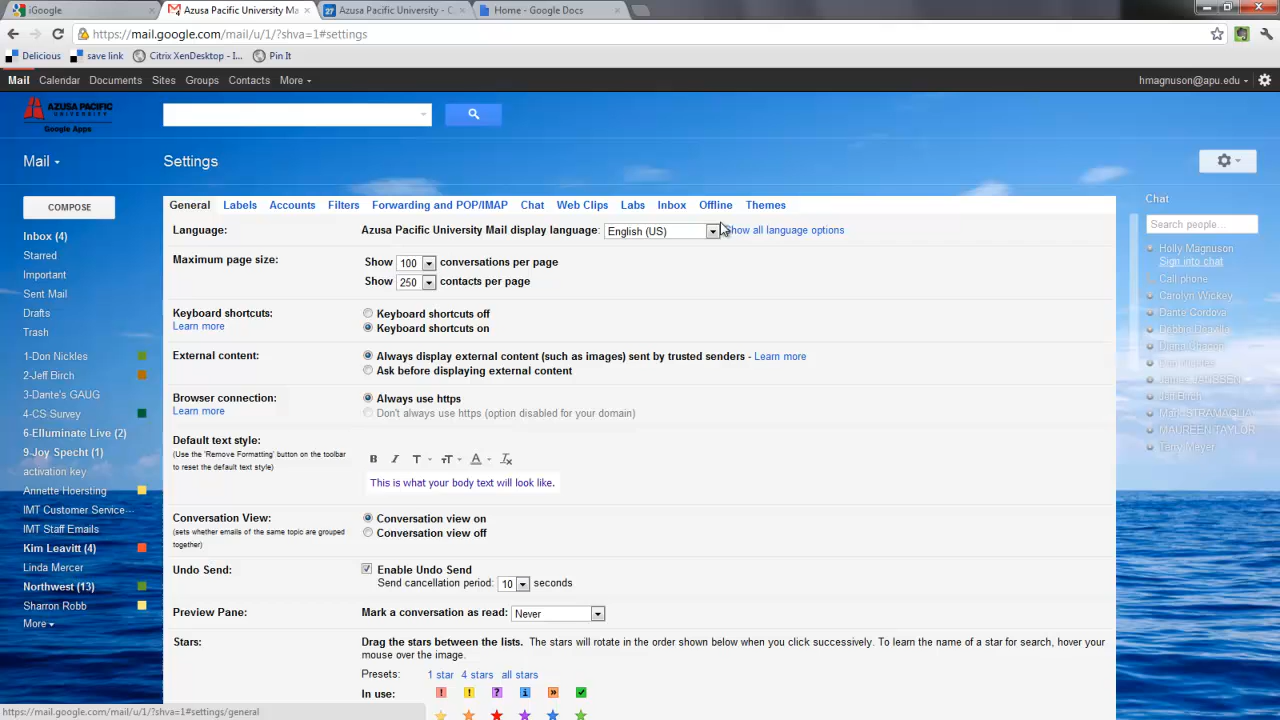 iGoogle
Azusa Pacific University Ma
Azusa Pacific University - C
Home - Google Docs
https://mail.google.com/mail/u/1/?shva=1#settings
Delicious
save link
Citrix XenDesktop - I...
Pin It
Mail Calendar Documents Sites Groups Contacts More
hmagnuson@apu.edu
AZUSA PACIFIC
UNIVERSITY
Google Apps
Mail
Settings
COMPOSE
Inbox (4)
Starred
Important
Sent Mail
Drafts
Trash
1-Don Nickles
2-Jeff Birch
3-Dante's GAUG
4-CS Survey
6-Elluminate Live (2)
9-Joy Specht (1)
activation key
Annette Hoersting
IMT Customer Service-...
IMT Staff Emails
Kim Leavitt (4)
Linda Mercer
Northwest (13)
Sharron Robb
More
General Labels Accounts Filters Forwarding and POP/IMAP Chat Web Clips Labs Inbox Offline Themes
Language:
Azusa Pacific University Mail display language: English (US) Show all language options
Maximum page size:
Show 100 conversations per page
Show 250 contacts per page
Keyboard shortcuts:
Learn more
Keyboard shortcuts off
Keyboard shortcuts on
External content:
Always display external content (such as images) sent by trusted senders - Learn more
Ask before displaying external content
Browser connection:
Learn more
Always use https
Don't always use https (option disabled for your domain)
Default text style:
(Use the 'Remove Formatting' button on the toolbar
to reset the default text style)
B I T TT A Tx
This is what your body text will look like.
Conversation View:
(sets whether emails of the same topic are grouped
together)
Conversation view on
Conversation view off
Undo Send:
Enable Undo Send
Send cancellation period: 10 seconds
Preview Pane:
Mark a conversation as read: Never
Stars:
Drag the stars between the lists. The stars will rotate in the order shown below when you click successively. To learn the name of a star for search, hover your
mouse over the image.
Presets: 1 star 4 stars all stars
In use:
Chat
Search people...
Holly Magnuson
Sign into chat
Call phone
Carolyn Wickey
Dante Cordova
Don Nickles
James JANSSEN
Jeff Birch
Mark STRAMAGLIA
MAUREEN TAYLOR
https://mail.google.com/mail/u/1/?shva=1#settings/general